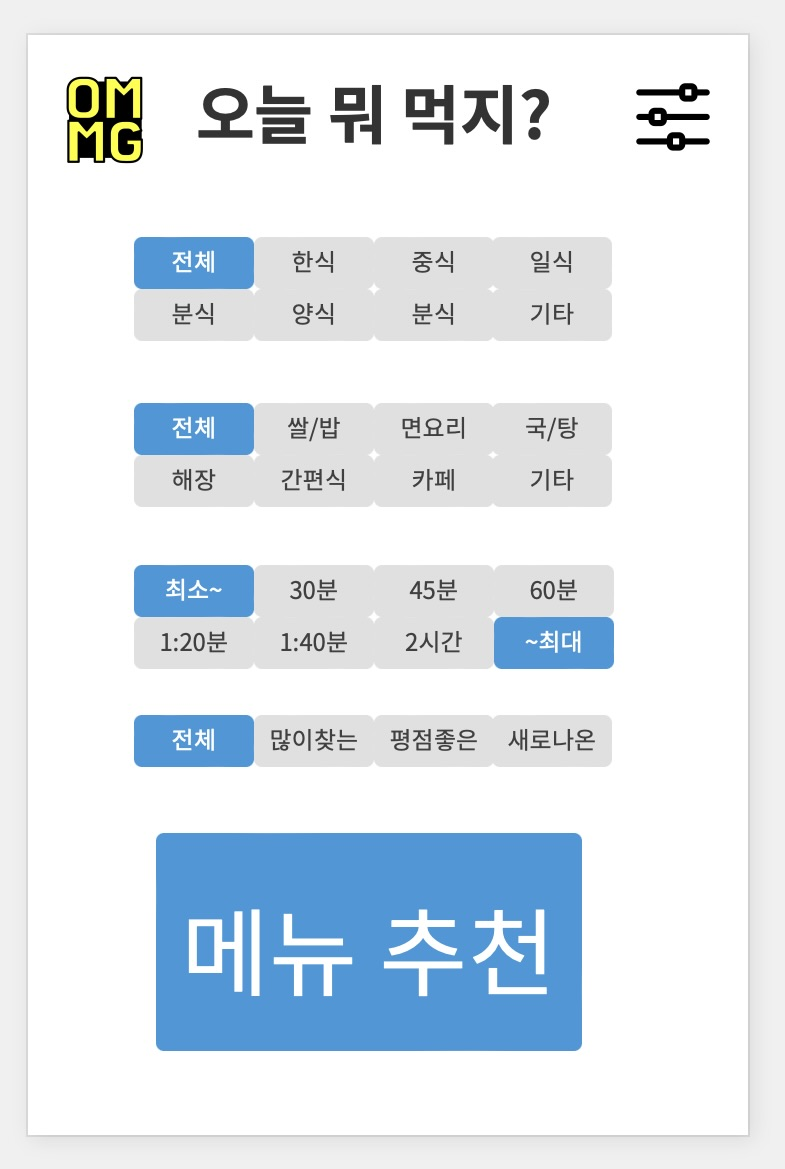 OM
MG
오늘 뭐 먹지?
전체 한식 중식 일식
분식 양식 분식 기타
전체 쌀/밥 면요리 국/탕
해장 간편식 카페 기타
최소~ 30분 45분 60분
1:20분 1:40분 2시간 ~최대
전체 많이찾는 평점좋은 새로나온
메뉴 추천